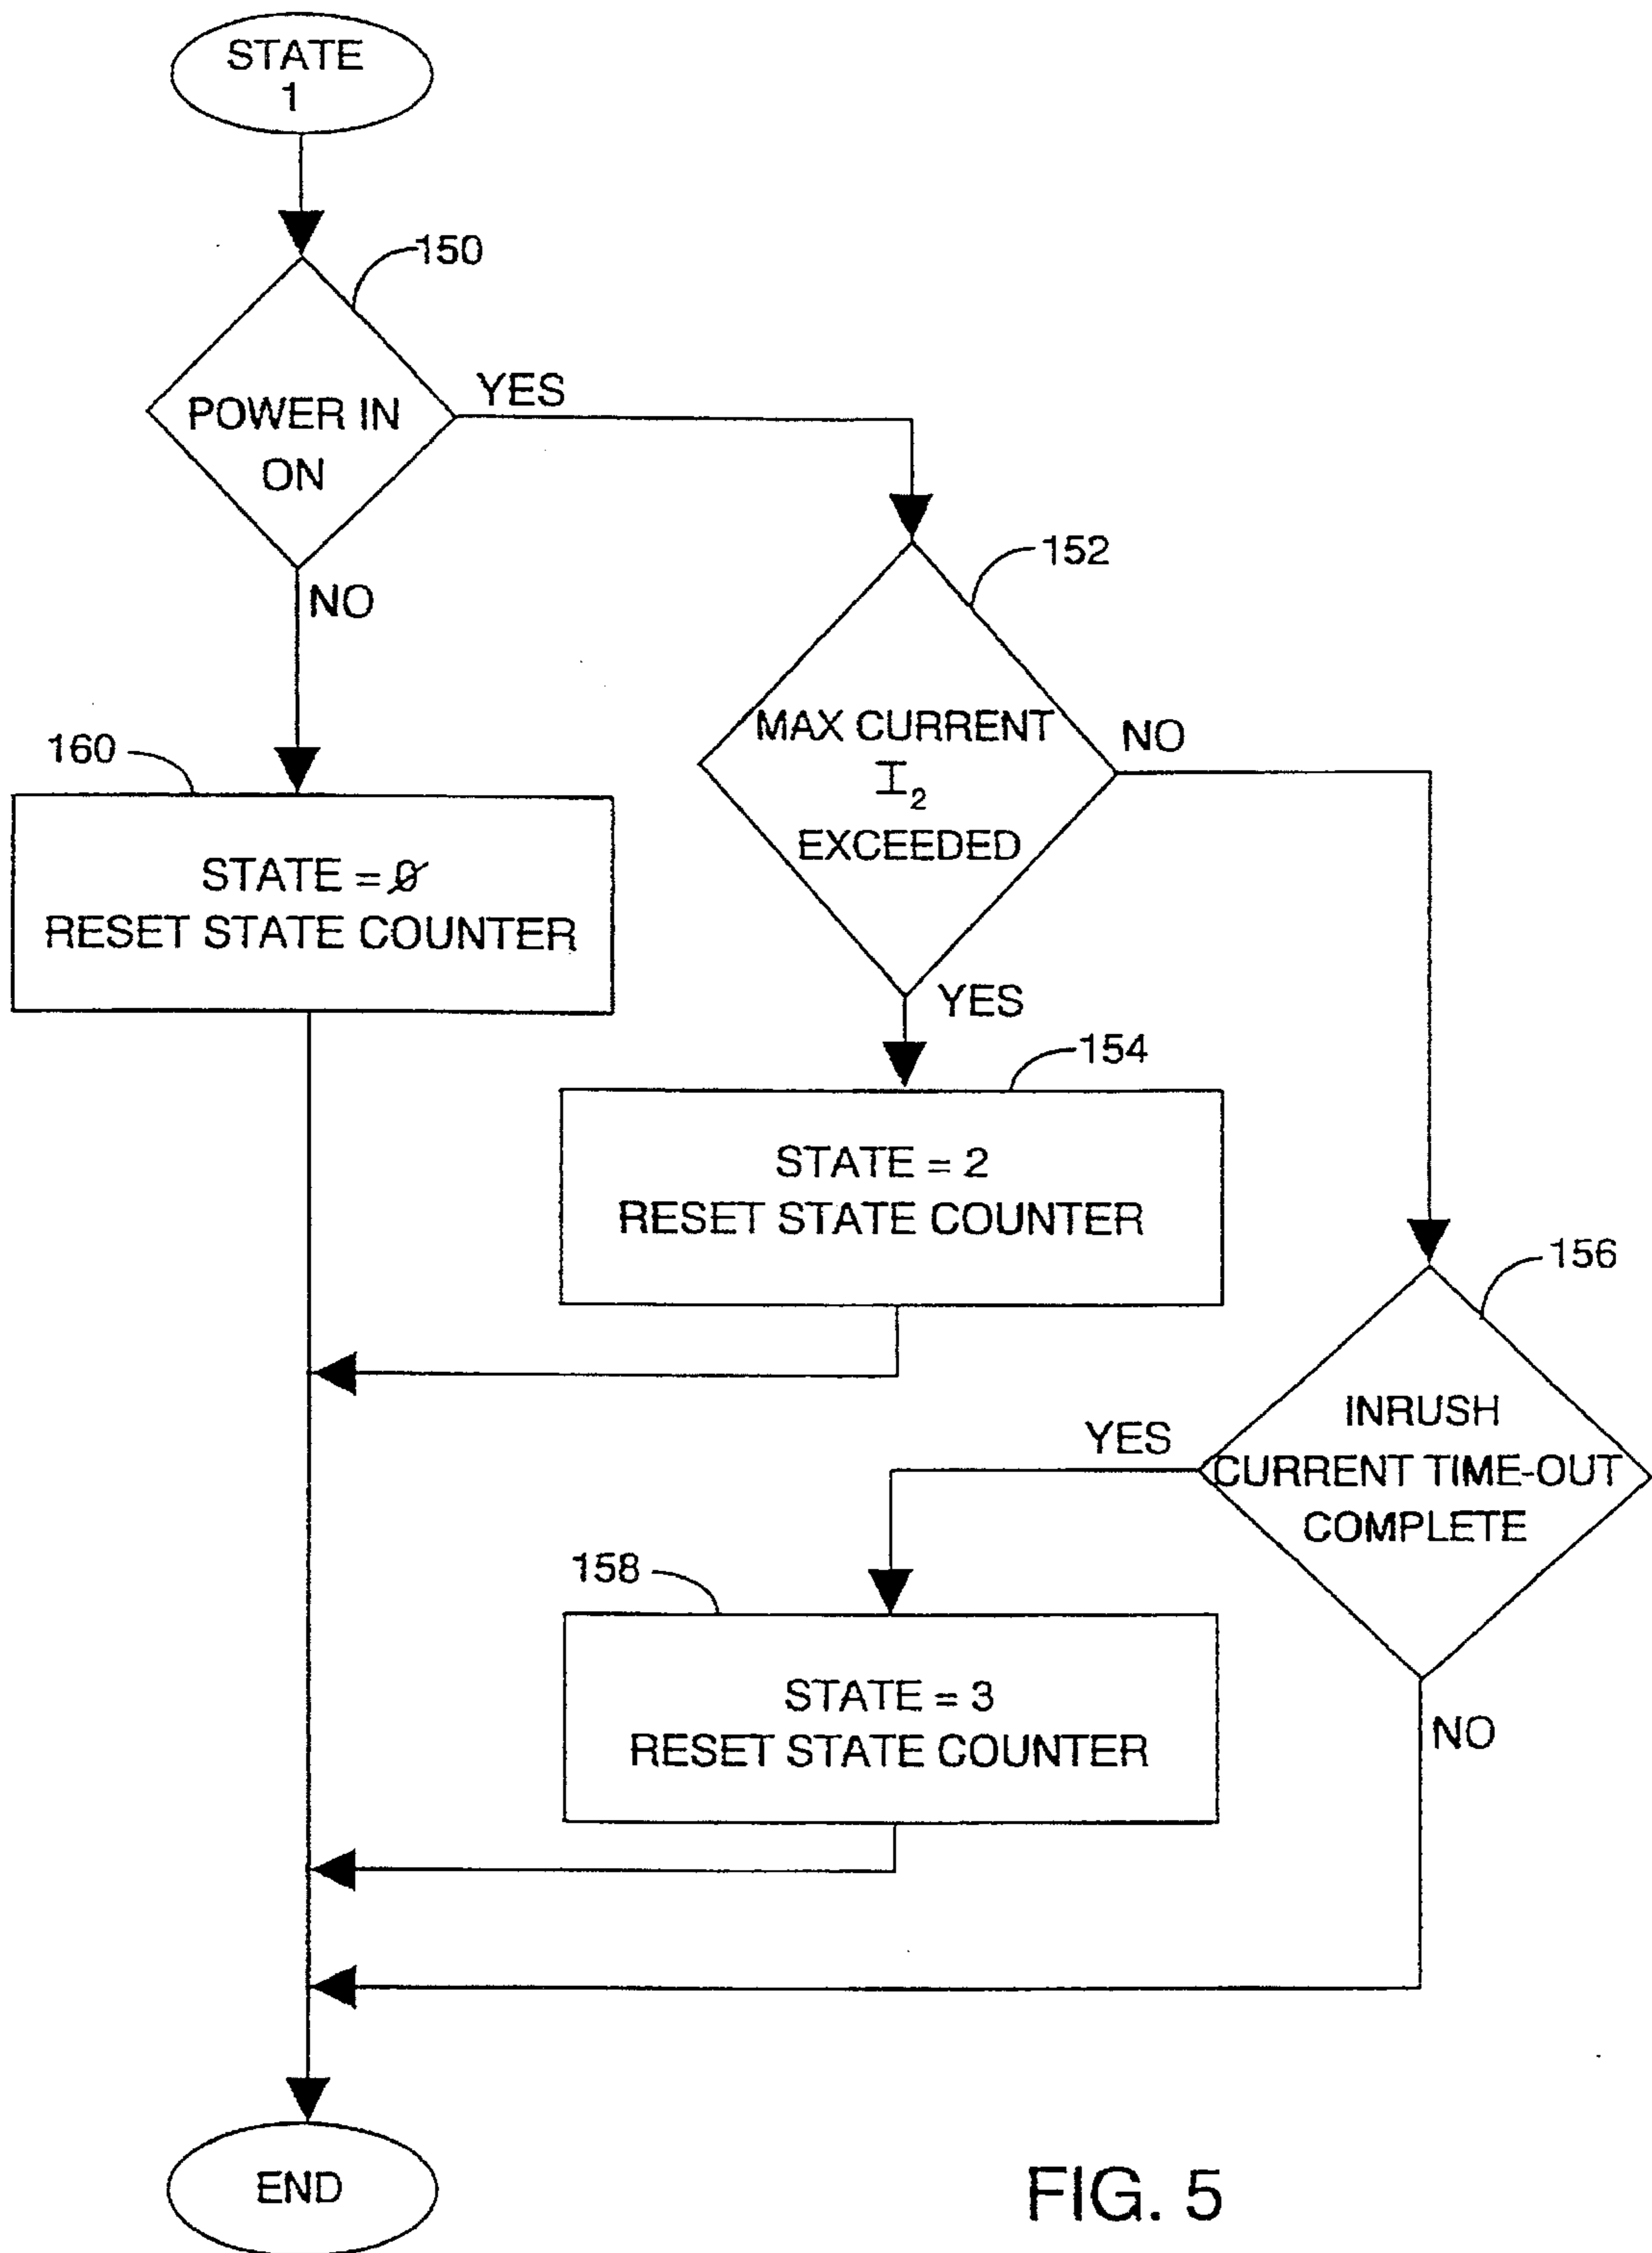 STATE
1
150
POWER IN
ON
YES
NO
152
MAX CURRENT
I₂
EXCEEDED
NO
YES
160
STATE = 0
RESET STATE COUNTER
154
STATE = 2
RESET STATE COUNTER
156
INRUSH
CURRENT TIME-OUT
COMPLETE
YES
NO
158
STATE = 3
RESET STATE COUNTER
END
FIG. 5